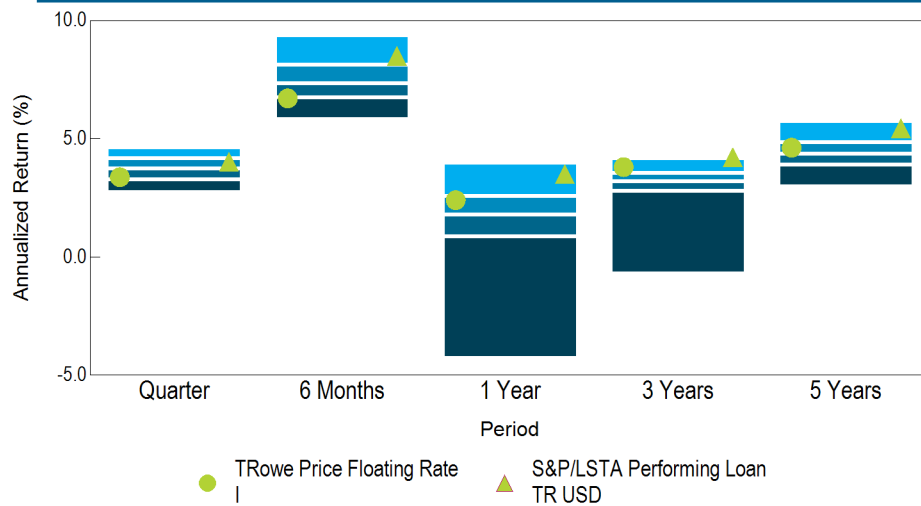 10.0
5.0
0.0
-5.0
Annualized Return (%)
Quarter
6 Months
1 Year
3 Years
5 Years
Period
TRowe Price Floating Rate
I
S&P/LSTA Performing Loan
TR USD